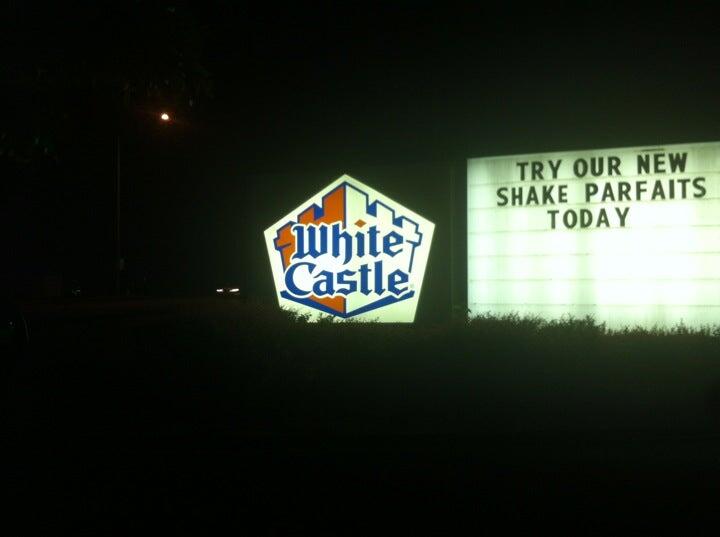 White
Castle
TRY OUR NEW
SHAKE PARFAITS
TODAY